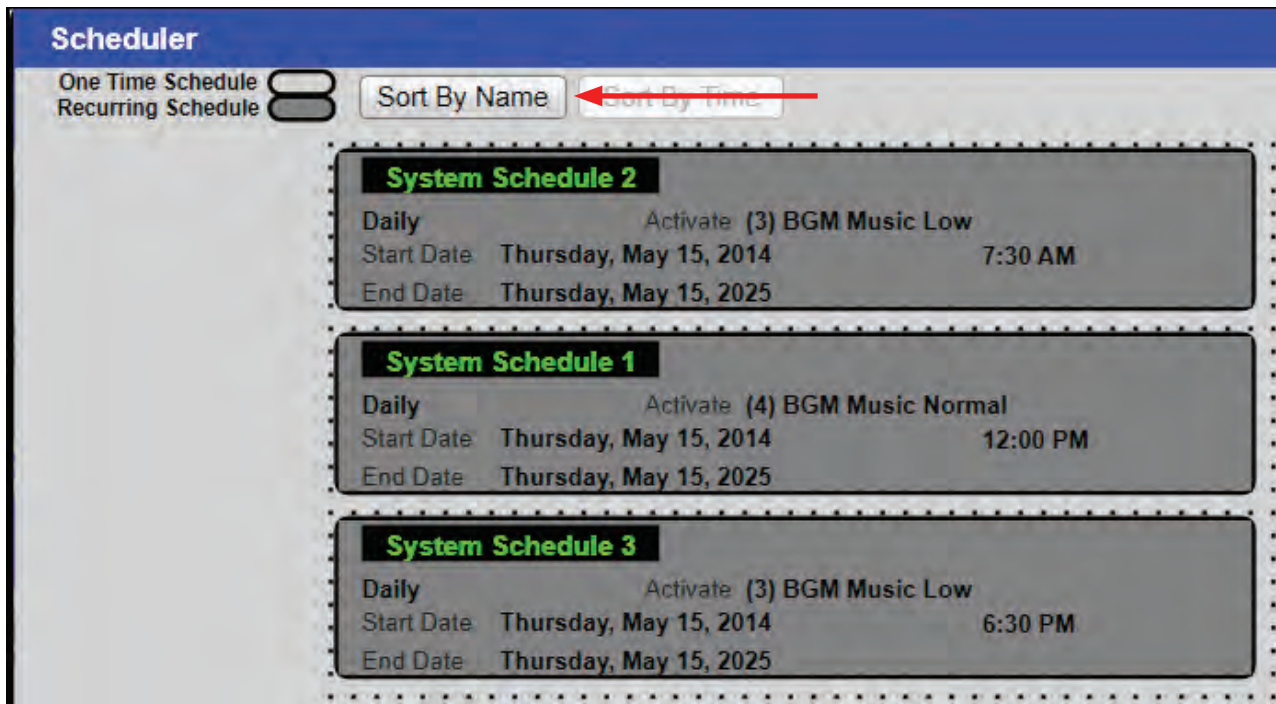 Scheduler
One Time Schedule
Recurring Schedule
Sort By Name Sort By Time
System Schedule 2
Daily Activate (3) BGM Music Low
Start Date Thursday, May 15, 2014 7:30 AM
End Date Thursday, May 15, 2025
System Schedule 1
Daily Activate (4) BGM Music Normal
Start Date Thursday, May 15, 2014 12:00 PM
End Date Thursday, May 15, 2025
System Schedule 3
Daily Activate (3) BGM Music Low
Start Date Thursday, May 15, 2014 6:30 PM
End Date Thursday, May 15, 2025